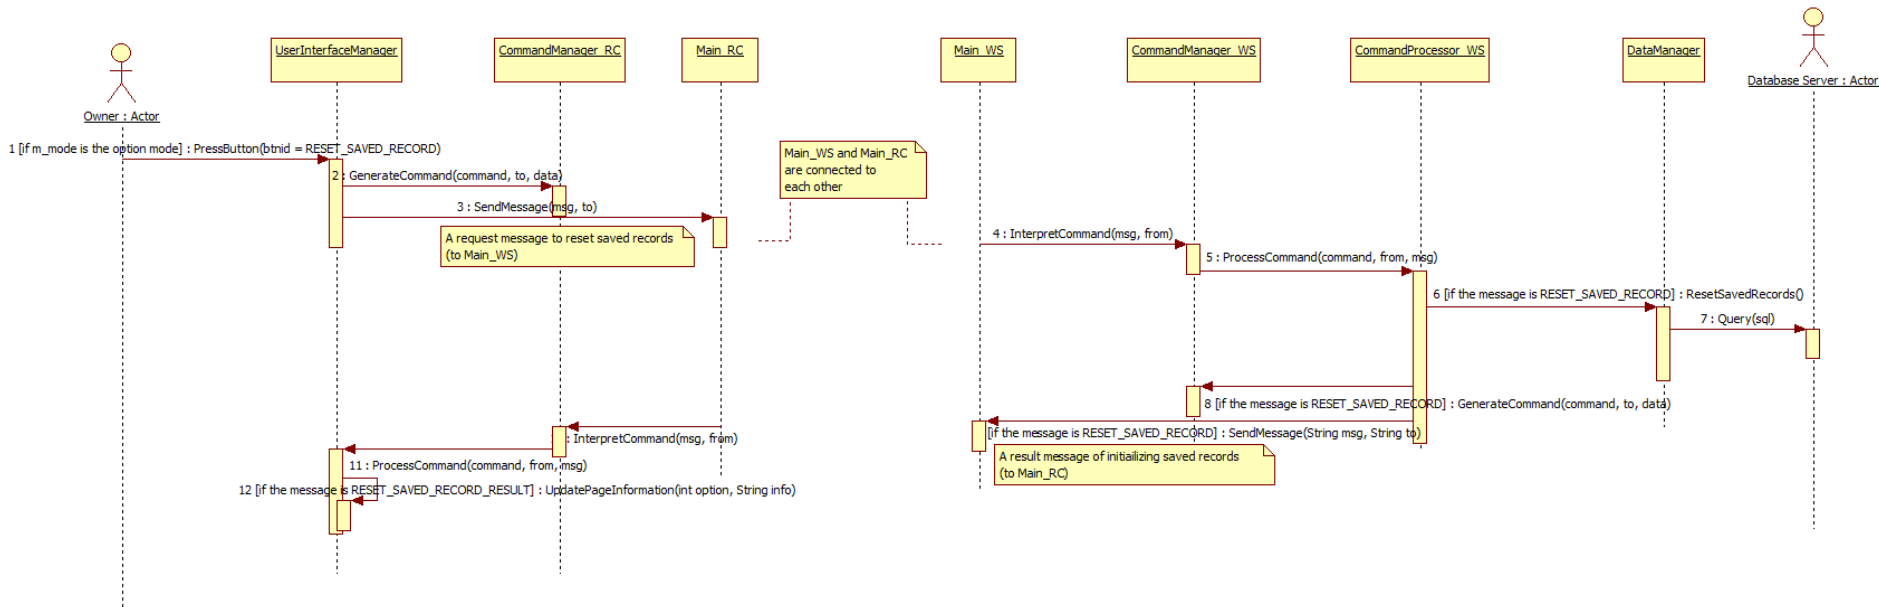 UserInterfaceManager
CommandManager_RC
Main_RC
Main_WS
CommandManager_WS
CommandProcessor_WS
DataManager
Database Server : Actor
Owner : Actor
1 [if m_mode is the option mode] : PressButton(btnid = RESET_SAVED_RECORD)
2 : GenerateCommand(command, to, data)
3 : SendMessage(msg, to)
A request message to reset saved records
(to Main_WS)
Main_WS and Main_RC
are connected to
each other
4 : InterpretCommand(msg, from)
5 : ProcessCommand(command, from, msg)
6 [if the message is RESET_SAVED_RECORD] : ResetSavedRecords()
7 : Query(sql)
8 [if the message is RESET_SAVED_RECORD] : GenerateCommand(command, to, data)
[if the message is RESET_SAVED_RECORD] : SendMessage(String msg, String to)
A result message of initiailizing saved records
(to Main_RC)
: InterpretCommand(msg, from)
11 : ProcessCommand(command, from, msg)
12 [if the message is RESET_SAVED_RECORD_RESULT] : UpdatePageInformation(int option, String info)